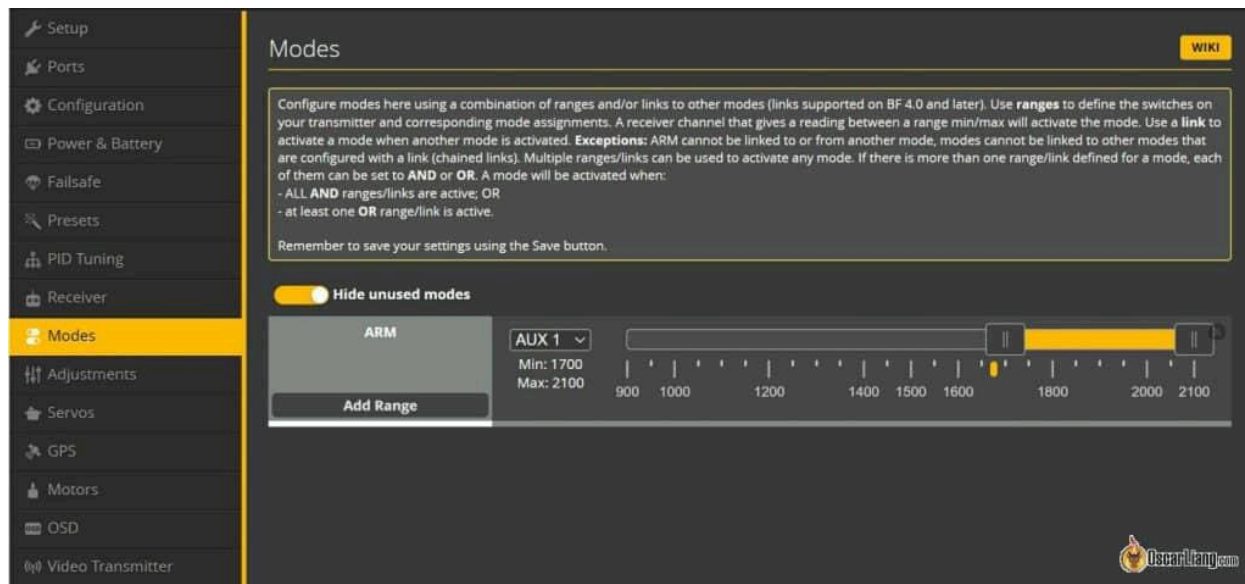 Setup
Ports
Configuration
Power & Battery
Failsafe
Presets
PID Tuning
Receiver
Modes
Adjustments
Servos
GPS
Motors
OSD
Video Transmitter
Modes
WIKI
Configure modes here using a combination of ranges and/or links to other modes (links supported on BF 4.0 and later). Use ranges to define the switches on
your transmitter and corresponding mode assignments. A receiver channel that gives a reading between a range min/max will activate the mode. Use a link to
activate a mode when another mode is activated. Exceptions: ARM cannot be linked to or from another mode, modes cannot be linked to other modes that
are configured with a link (chained links). Multiple ranges/links can be used to activate any mode. If there is more than one range/link defined for a mode, each
of them can be set to AND or OR. A mode will be activated when:
- ALL AND ranges/links are active; OR
- at least one OR range/link is active.
Remember to save your settings using the Save button.
Hide unused modes
ARM
Add Range
AUX 1
Min: 1700
Max: 2100
900 1000 1200 1400 1500 1600 1800 2000 2100
OscarLiang.com